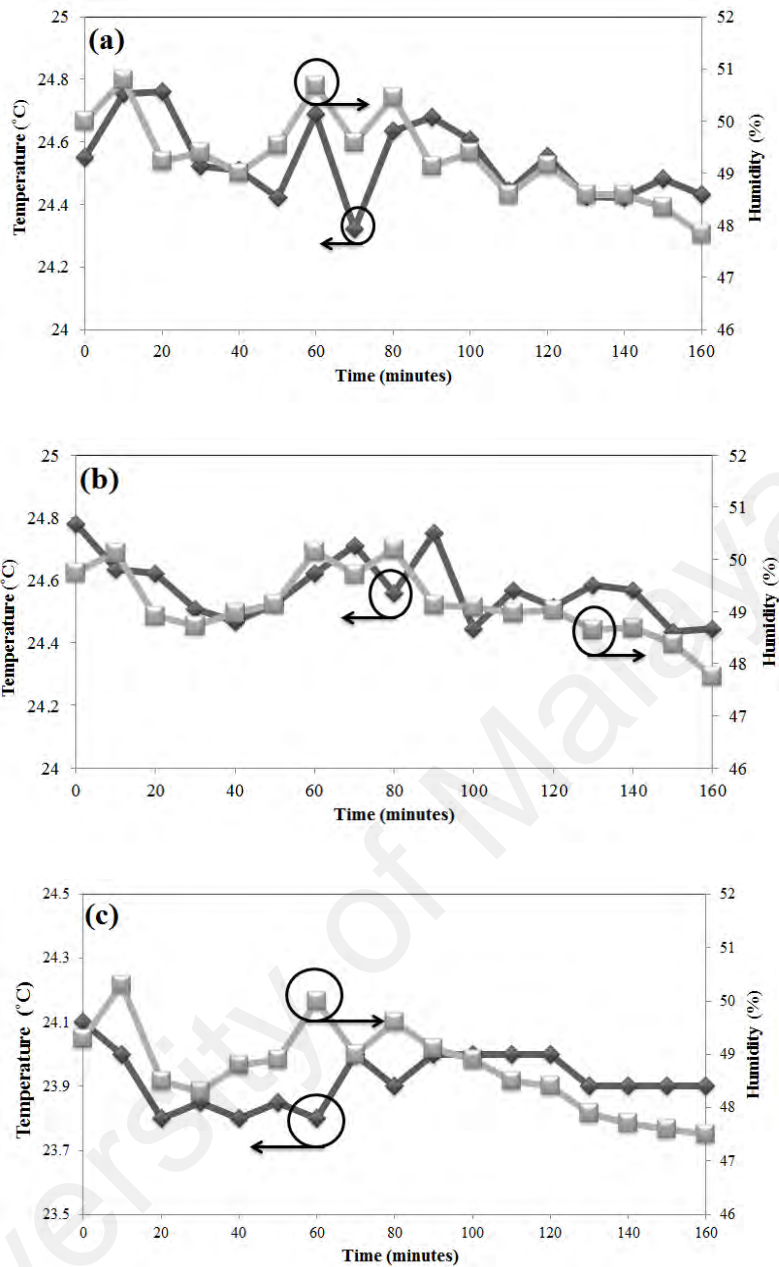 (a)
Temperature (˚C)
25
24.8
24.6
24.4
24.2
24
52
51
50
49
48
47
46
Humidity (%)
0 20 40 60 80 100 120 140 160
Time (minutes)
(b)
Temperature (˚C)
25
24.8
24.6
24.4
24.2
24
52
51
50
49
48
47
46
Humidity (%)
0 20 40 60 80 100 120 140 160
Time (minutes)
(c)
Temperature (˚C)
24.5
24.3
24.1
23.9
23.7
23.5
52
51
50
49
48
47
46
Humidity (%)
0 20 40 60 80 100 120 140 160
Time (minutes)
versity of Malaya